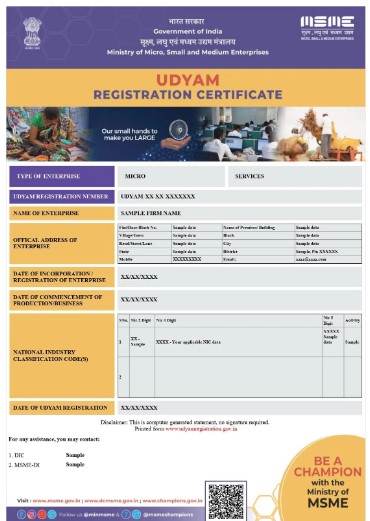 भारत सरकार
Government of India
सूक्ष्म, लघु एवं मध्यम उद्यम मंत्रालय
Ministry of Micro, Small and Medium Enterprises
MSME
सूक्ष्म, लघु एवं मध्यम उद्यम
MICRO, SMALL & MEDIUM ENTERPRISES
UDYAM
REGISTRATION CERTIFICATE
Our small hands to
make you LARGE
TYPE OF ENTERPRISE MICRO SERVICES
UDYAM REGISTRATION NUMBER UDYAM-XX-XX-XXXXXXX
NAME OF ENTERPRISE SAMPLE FIRM NAME
OFFICAL ADDRESS OF
ENTERPRISE
Flat/Door/Block No. Sample data Name of Premises/ Building Sample data
Village/Town Sample data Block Sample data
Road/Street/Lane Sample data City Sample data
State Sample data District Sample data, Pin XXXXXX
Mobile XXXXXXXXX Email:
DATE OF INCORPORATION /
REGISTRATION OF ENTERPRISE XX/XX/XXXX
DATE OF COMMENCEMENT OF
PRODUCTION/BUSINESS XX/XX/XXXX
NATIONAL INDUSTRY
CLASSIFICATION CODE(S)
SNo. NIC 2 Digit NIC 4 Digit NIC 5 Digit Activity
1 XX - Sample XXXX - Your applicable NIC data XXXXX - Sample data Sample
2
DATE OF UDYAM REGISTRATION XX/XX/XXXX
Disclaimer: This is computer generated statement, no signature required.
Printed form www.udyamregistration.gov.in
For any assistance, you may contact:
1. DIC Sample
2. MSME-DI Sample
BE A
CHAMPION
with the
Ministry of
MSME
Visit : www.msme.gov.in ; www.dcmsme.gov.in ; www.champions.gov.in
Follow us @minmsme & @msmechampions